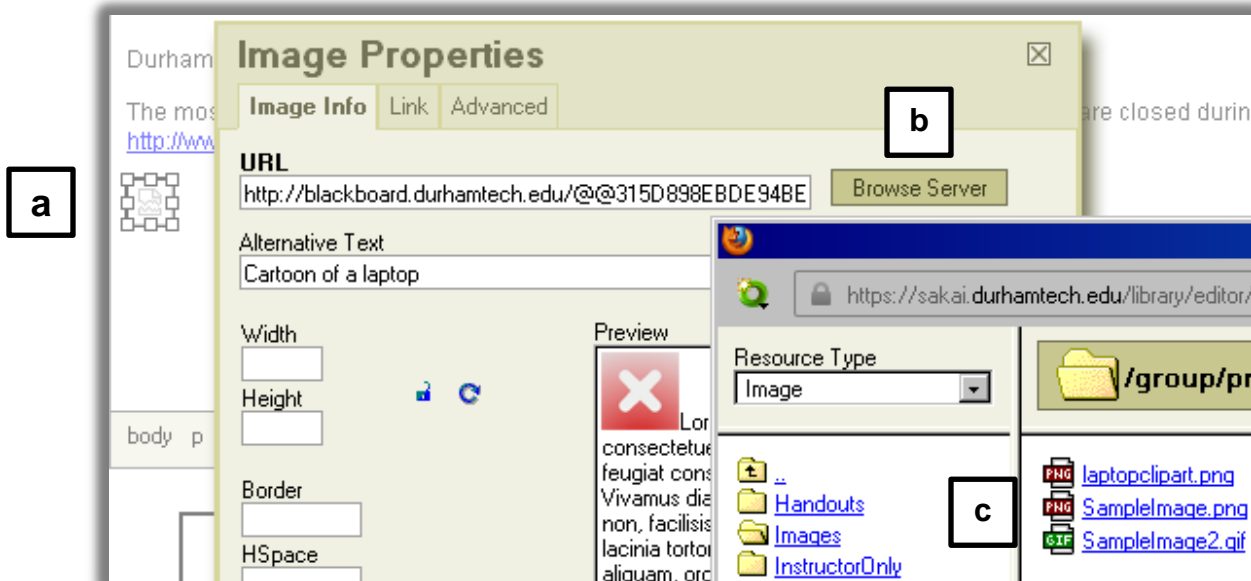 Durham
Image Properties
Image Info Link Advanced
The mos
are closed durin
http://ww
a
b
URL
http://blackboard.durhamtech.edu/@@315D898EBDE94BE
Browse Server
Alternative Text
Cartoon of a laptop
https://sakai.durhamtech.edu/library/editor/
Width
Height
Preview
Lor
consectetue
feugiat cons
Vivamus dia
non, facilisis
lacinia tortor
aliquam, orc
Resource Type
Image
/group/pr
body p
Border
HSpace
..
Handouts
Images
InstructorOnly
c
laptopclipart.png
SampleImage.png
SampleImage2.gif
PNG
PNG
GIF